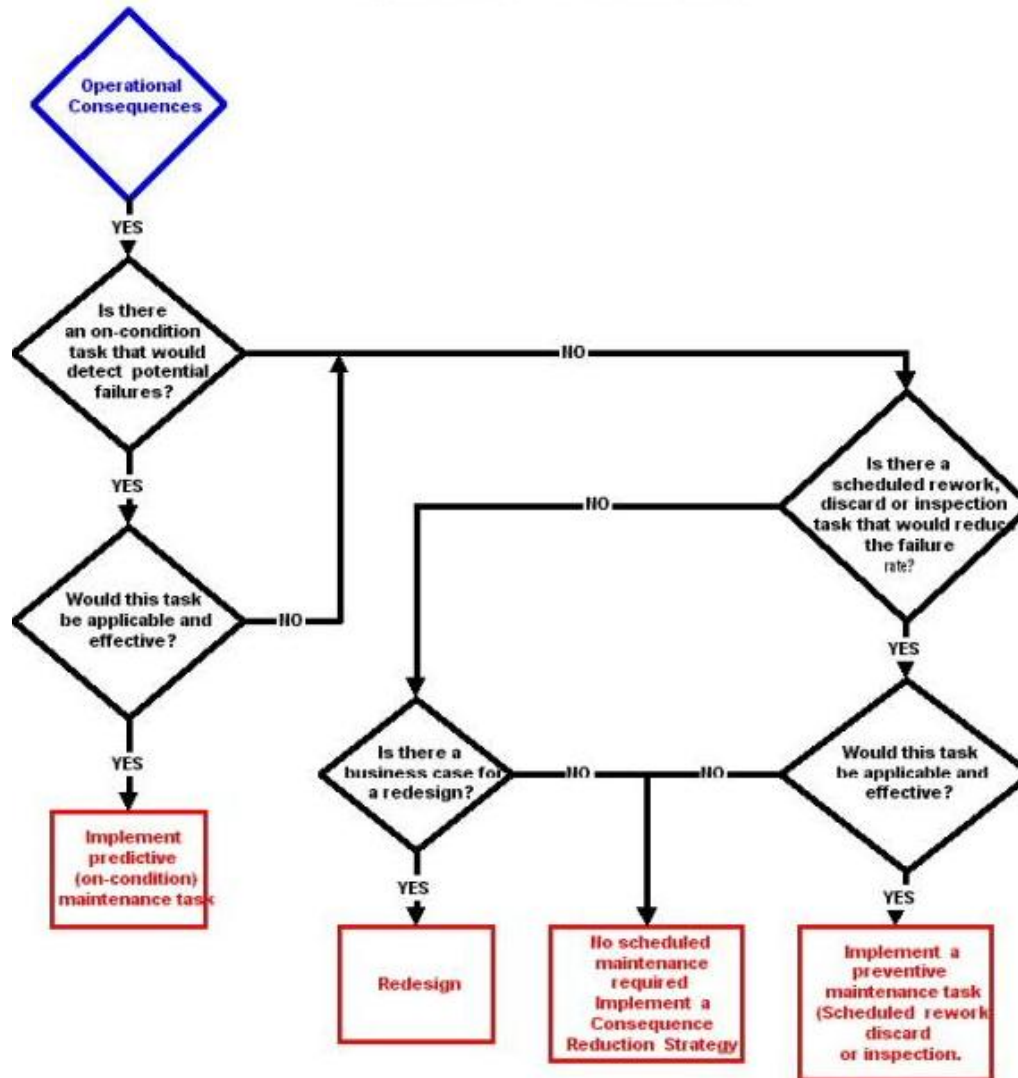 Operational
Consequences
YES
Is there
an on-condition
task that would
detect potential
failures?
NO
YES
Is there a
scheduled rework,
discard or inspection
task that would reduce
the failure
rate?
NO
Would this task
be applicable and
effective?
NO
YES
YES
Is there a
business case for
a redesign?
NO
NO
Would this task
be applicable and
effective?
Implement
predictive
(on-condition)
maintenance task
YES
YES
Redesign
No scheduled
maintenance
required
Implement a
Consequence
Reduction Strategy
Implement a
preventive
maintenance task
(Scheduled rework
discard
or inspection.